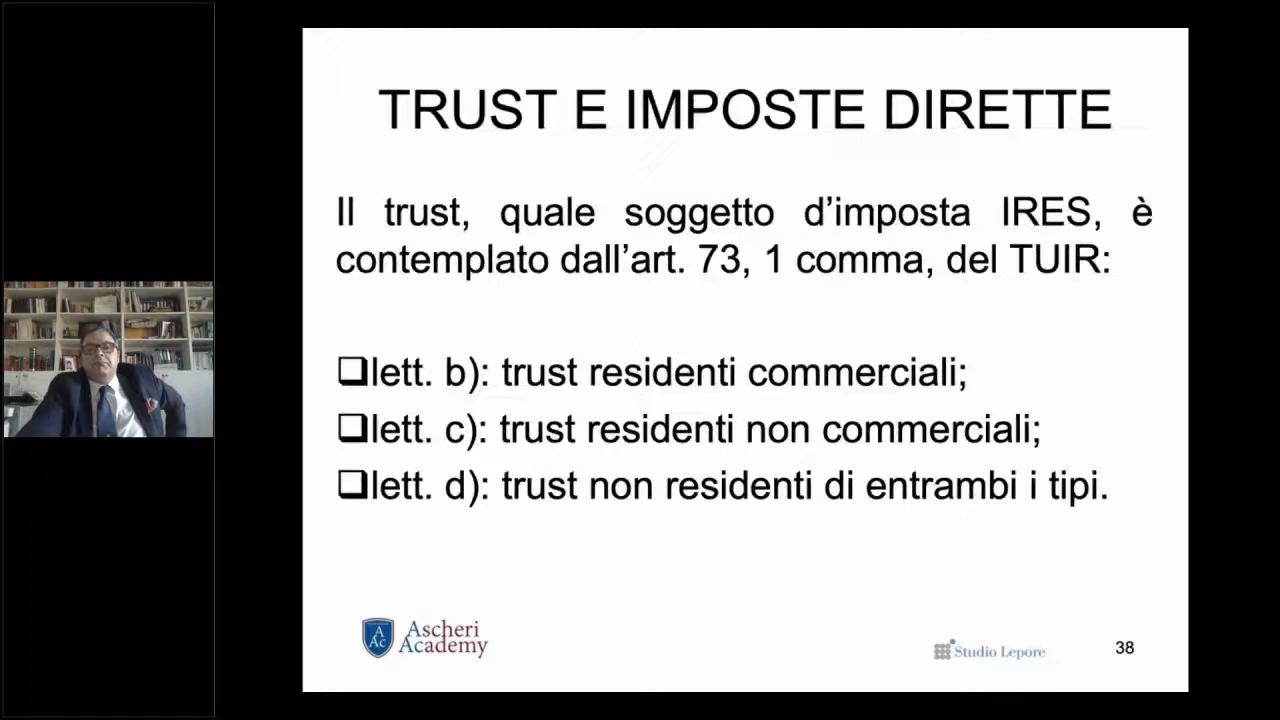 TRUST E IMPOSTE DIRETTE
Il trust, quale soggetto d’imposta IRES, è
contemplato dall’art. 73, 1 comma, del TUIR:
lett. b): trust residenti commerciali;
lett. c): trust residenti non commerciali;
lett. d): trust non residenti di entrambi i tipi.
A
Ac
Ascheri
Academy
Studio Lepore
38